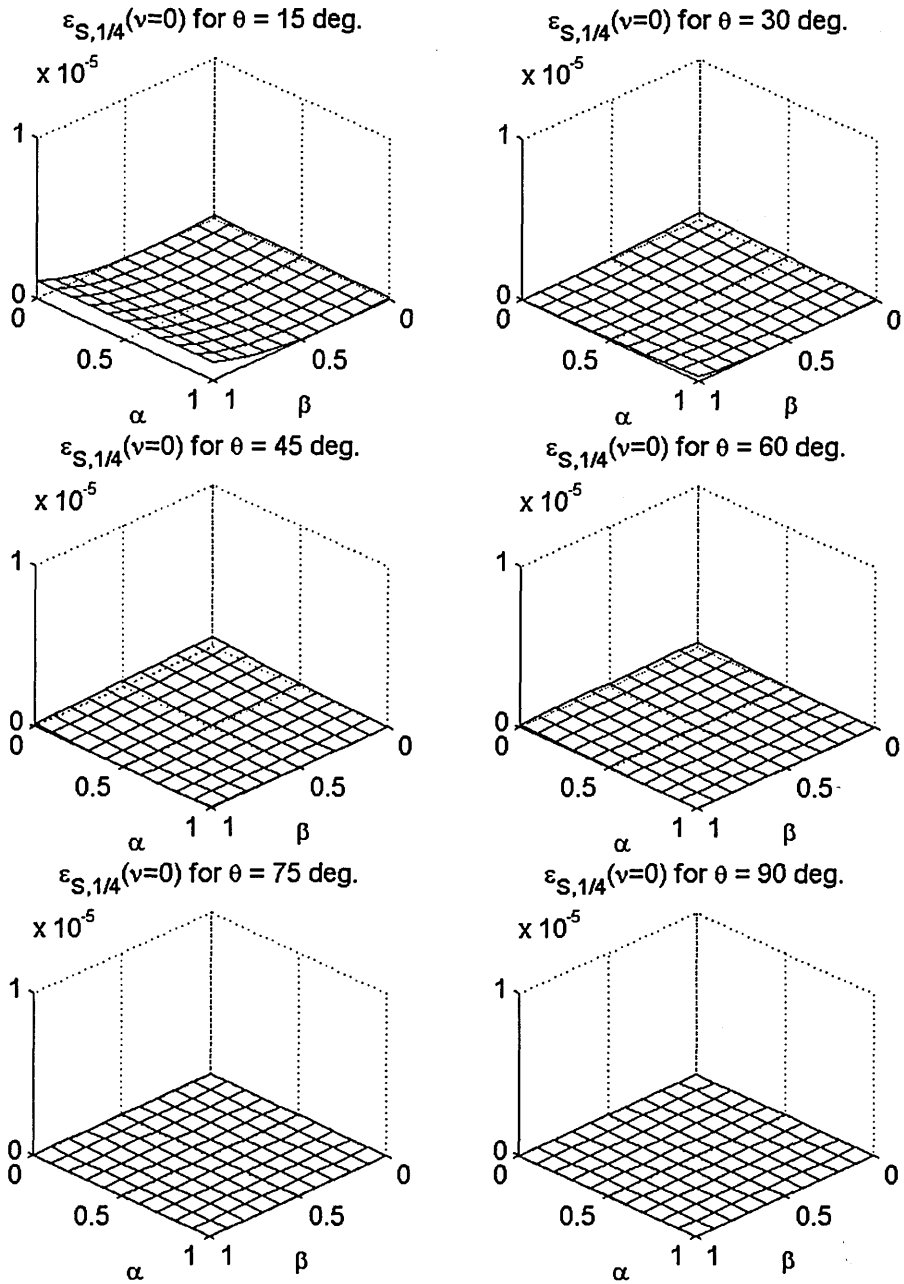 ε_{S,1/4}(ν=0) for θ = 15 deg.
x 10^{-5}
1
0
0
0.5
1
α
1
0.5
0
β
ε_{S,1/4}(ν=0) for θ = 30 deg.
x 10^{-5}
1
0
0
0.5
1
α
1
0.5
0
β
ε_{S,1/4}(ν=0) for θ = 45 deg.
x 10^{-5}
1
0
0
0.5
1
α
1
0.5
0
β
ε_{S,1/4}(ν=0) for θ = 60 deg.
x 10^{-5}
1
0
0
0.5
1
α
1
0.5
0
β
ε_{S,1/4}(ν=0) for θ = 75 deg.
x 10^{-5}
1
0
0
0.5
1
α
1
0.5
0
β
ε_{S,1/4}(ν=0) for θ = 90 deg.
x 10^{-5}
1
0
0
0.5
1
α
1
0.5
0
β